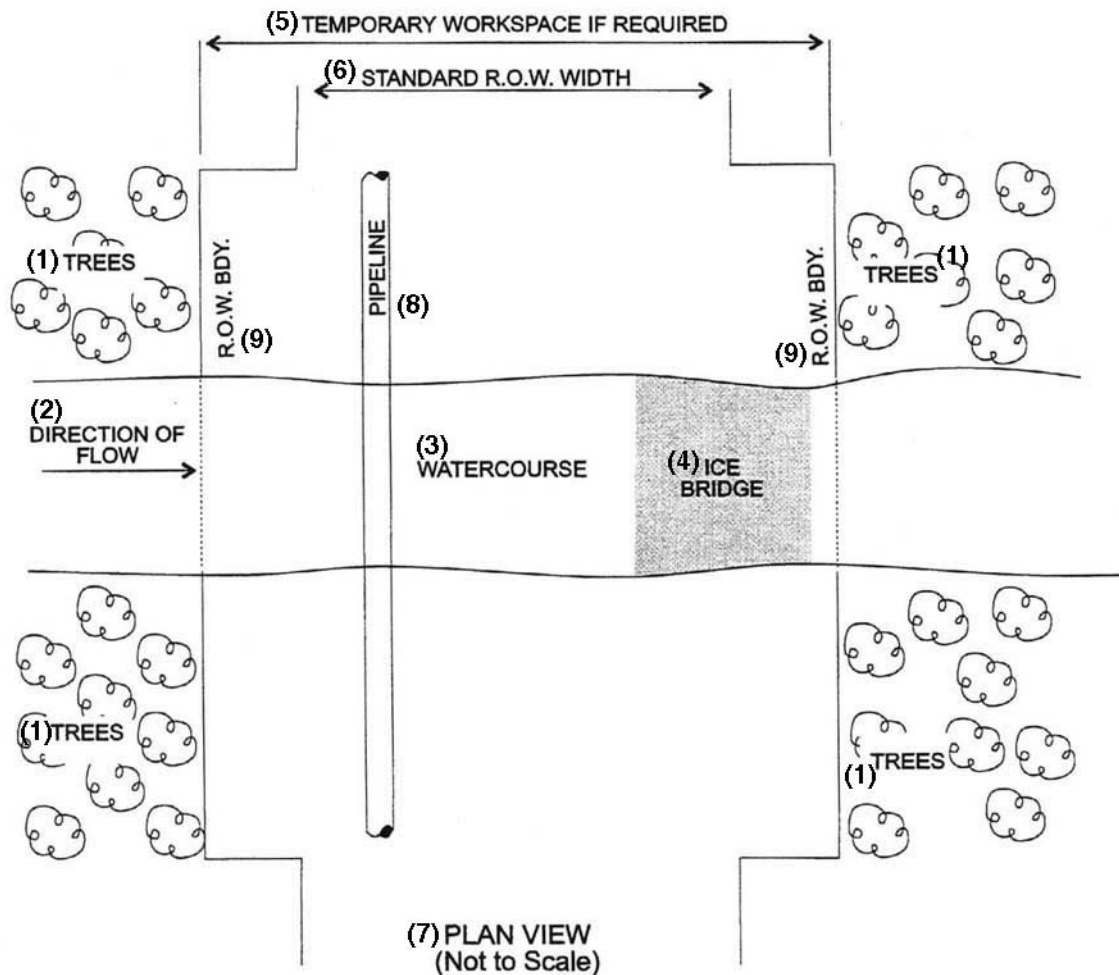 (5) TEMPORARY WORKSPACE IF REQUIRED
(6) STANDARD R.O.W. WIDTH
(1) TREES
R.O.W. BDY.
(9)
PIPELINE
(8)
R.O.W. BDY.
(9)
TREES (1)
(2)
DIRECTION OF
FLOW
(3)
WATERCOURSE
(4) ICE
BRIDGE
(1) TREES
(1) TREES
(7) PLAN VIEW
(Not to Scale)